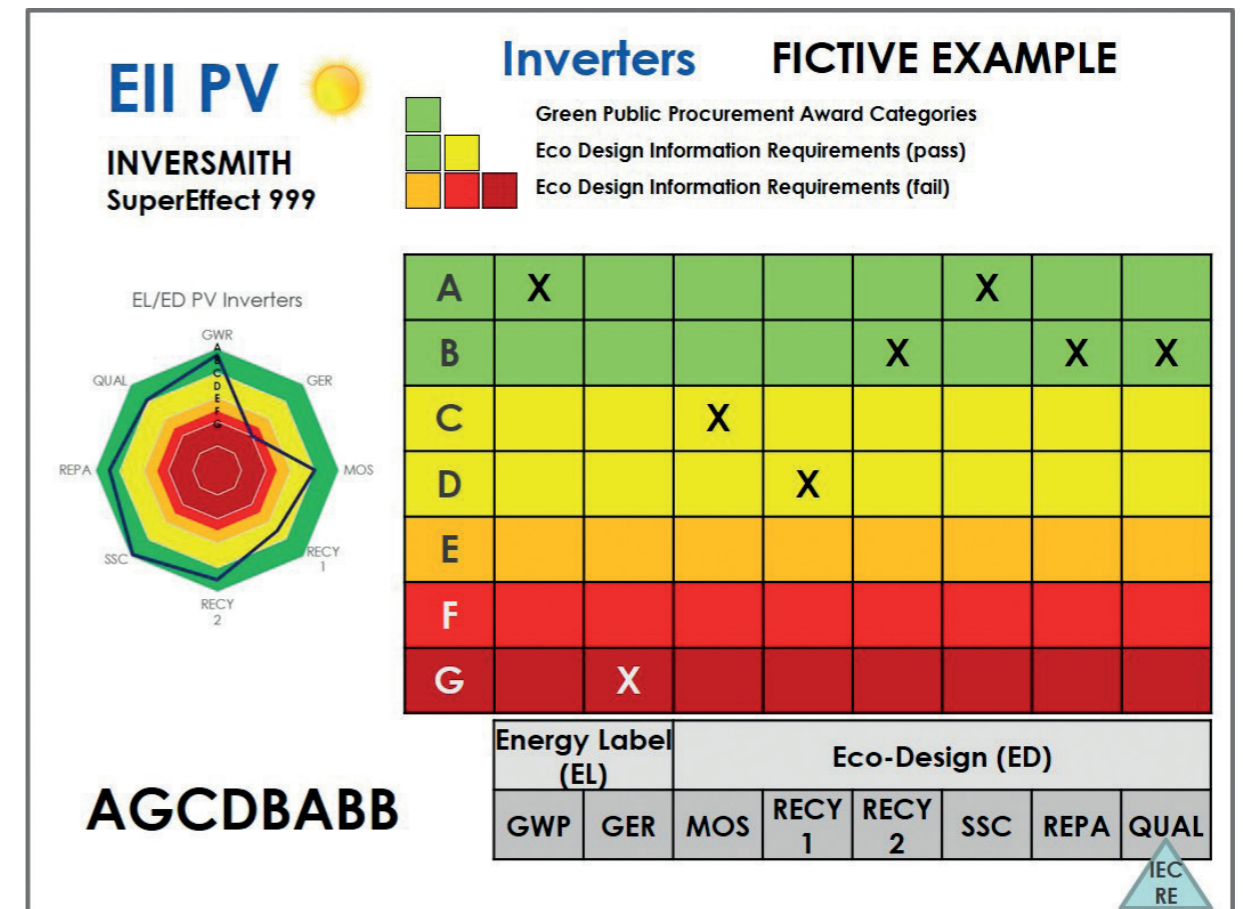 EII PV
INVERSMITH
SuperEffect 999
Inverters FICTIVE EXAMPLE
Green Public Procurement Award Categories
Eco Design Information Requirements (pass)
Eco Design Information Requirements (fail)
EL/ED PV Inverters
GWR
GER
MOS
RECY
1
RECY
2
SSC
REPA
QUAL
A
B
C
D
E
F
G
A X X
B X X X
C X
D X
E
F
G X
Energy Label
(EL)
Eco-Design (ED)
GWP GER MOS RECY 1 RECY 2 SSC REPA QUAL
IEC
RE
AGCDBABB